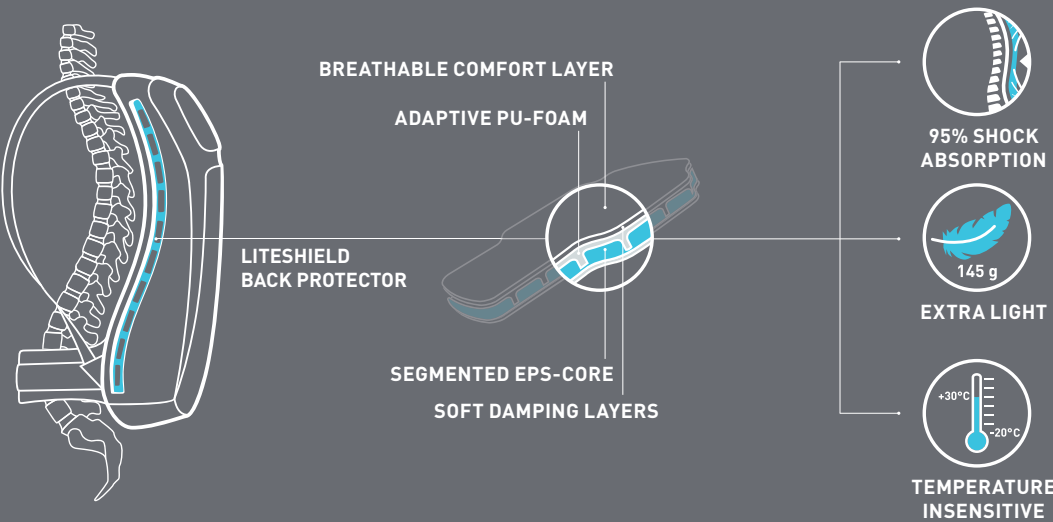 BREATHABLE COMFORT LAYER
ADAPTIVE PU-FOAM
LITESHIELD
BACK PROTECTOR
SEGMENTED EPS-CORE
SOFT DAMPING LAYERS
95% SHOCK
ABSORPTION
145 g
EXTRA LIGHT
+30°C
-20°C
TEMPERATURE
INSENSITIVE